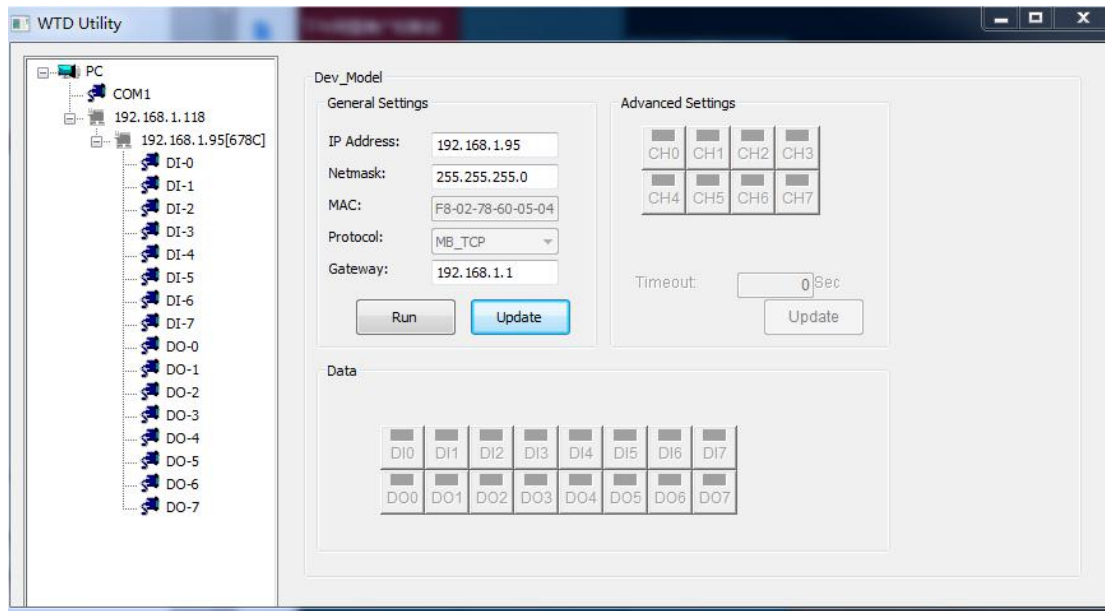 WTD Utility
PC
COM1
192.168.1.118
192.168.1.95[678C]
DI-0
DI-1
DI-2
DI-3
DI-4
DI-5
DI-6
DI-7
DO-0
DO-1
DO-2
DO-3
DO-4
DO-5
DO-6
DO-7
Dev_Model
General Settings
IP Address: 192.168.1.95
Netmask: 255.255.255.0
MAC: F8-02-78-60-05-04
Protocol: MB_TCP
Gateway: 192.168.1.1
Run Update
Advanced Settings
CH0 CH1 CH2 CH3
CH4 CH5 CH6 CH7
Timeout: 0 Sec
Update
Data
DI0 DI1 DI2 DI3 DI4 DI5 DI6 DI7
DO0 DO1 DO2 DO3 DO4 DO5 DO6 DO7